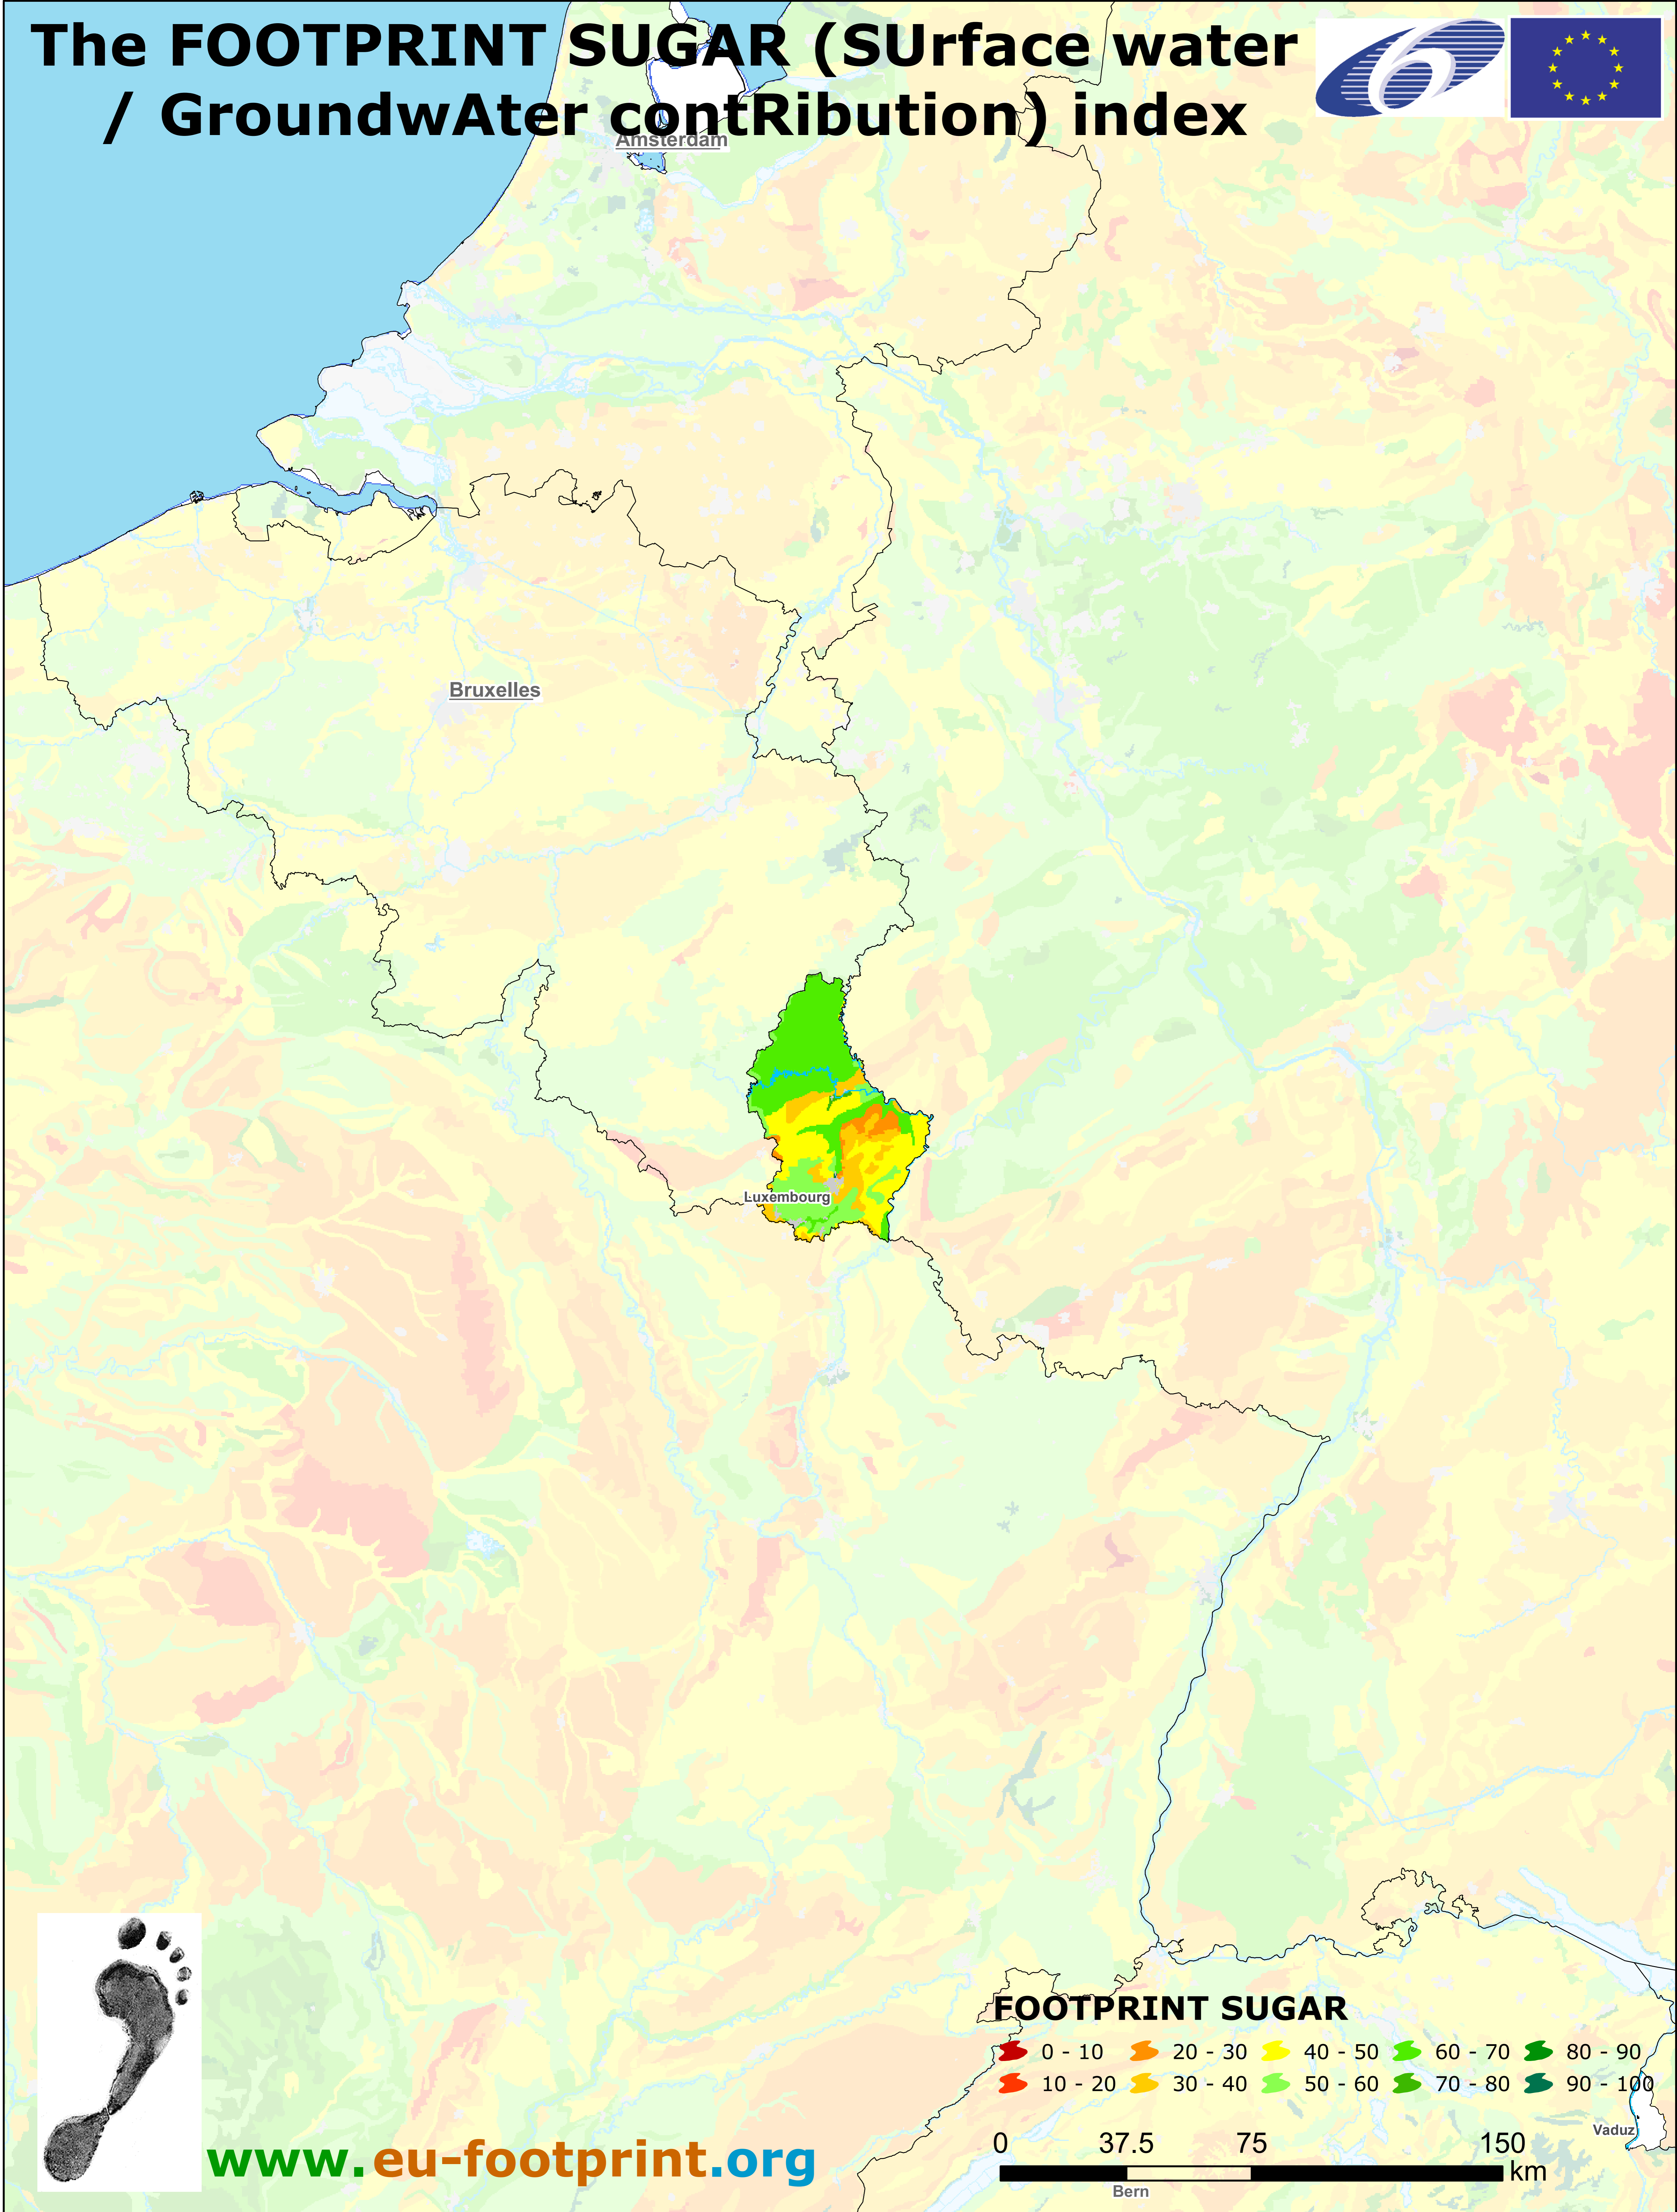 The FOOTPRINT SUGAR (SUrface water
/ GroundwAter contRibution) index
Amsterdam
Bruxelles
Luxembourg
FOOTPRINT SUGAR
0 - 10 20 - 30 40 - 50 60 - 70 80 - 90
10 - 20 30 - 40 50 - 60 70 - 80 90 - 100
Vaduz
0 37.5 75 150
km
Bern
www.eu-footprint.org